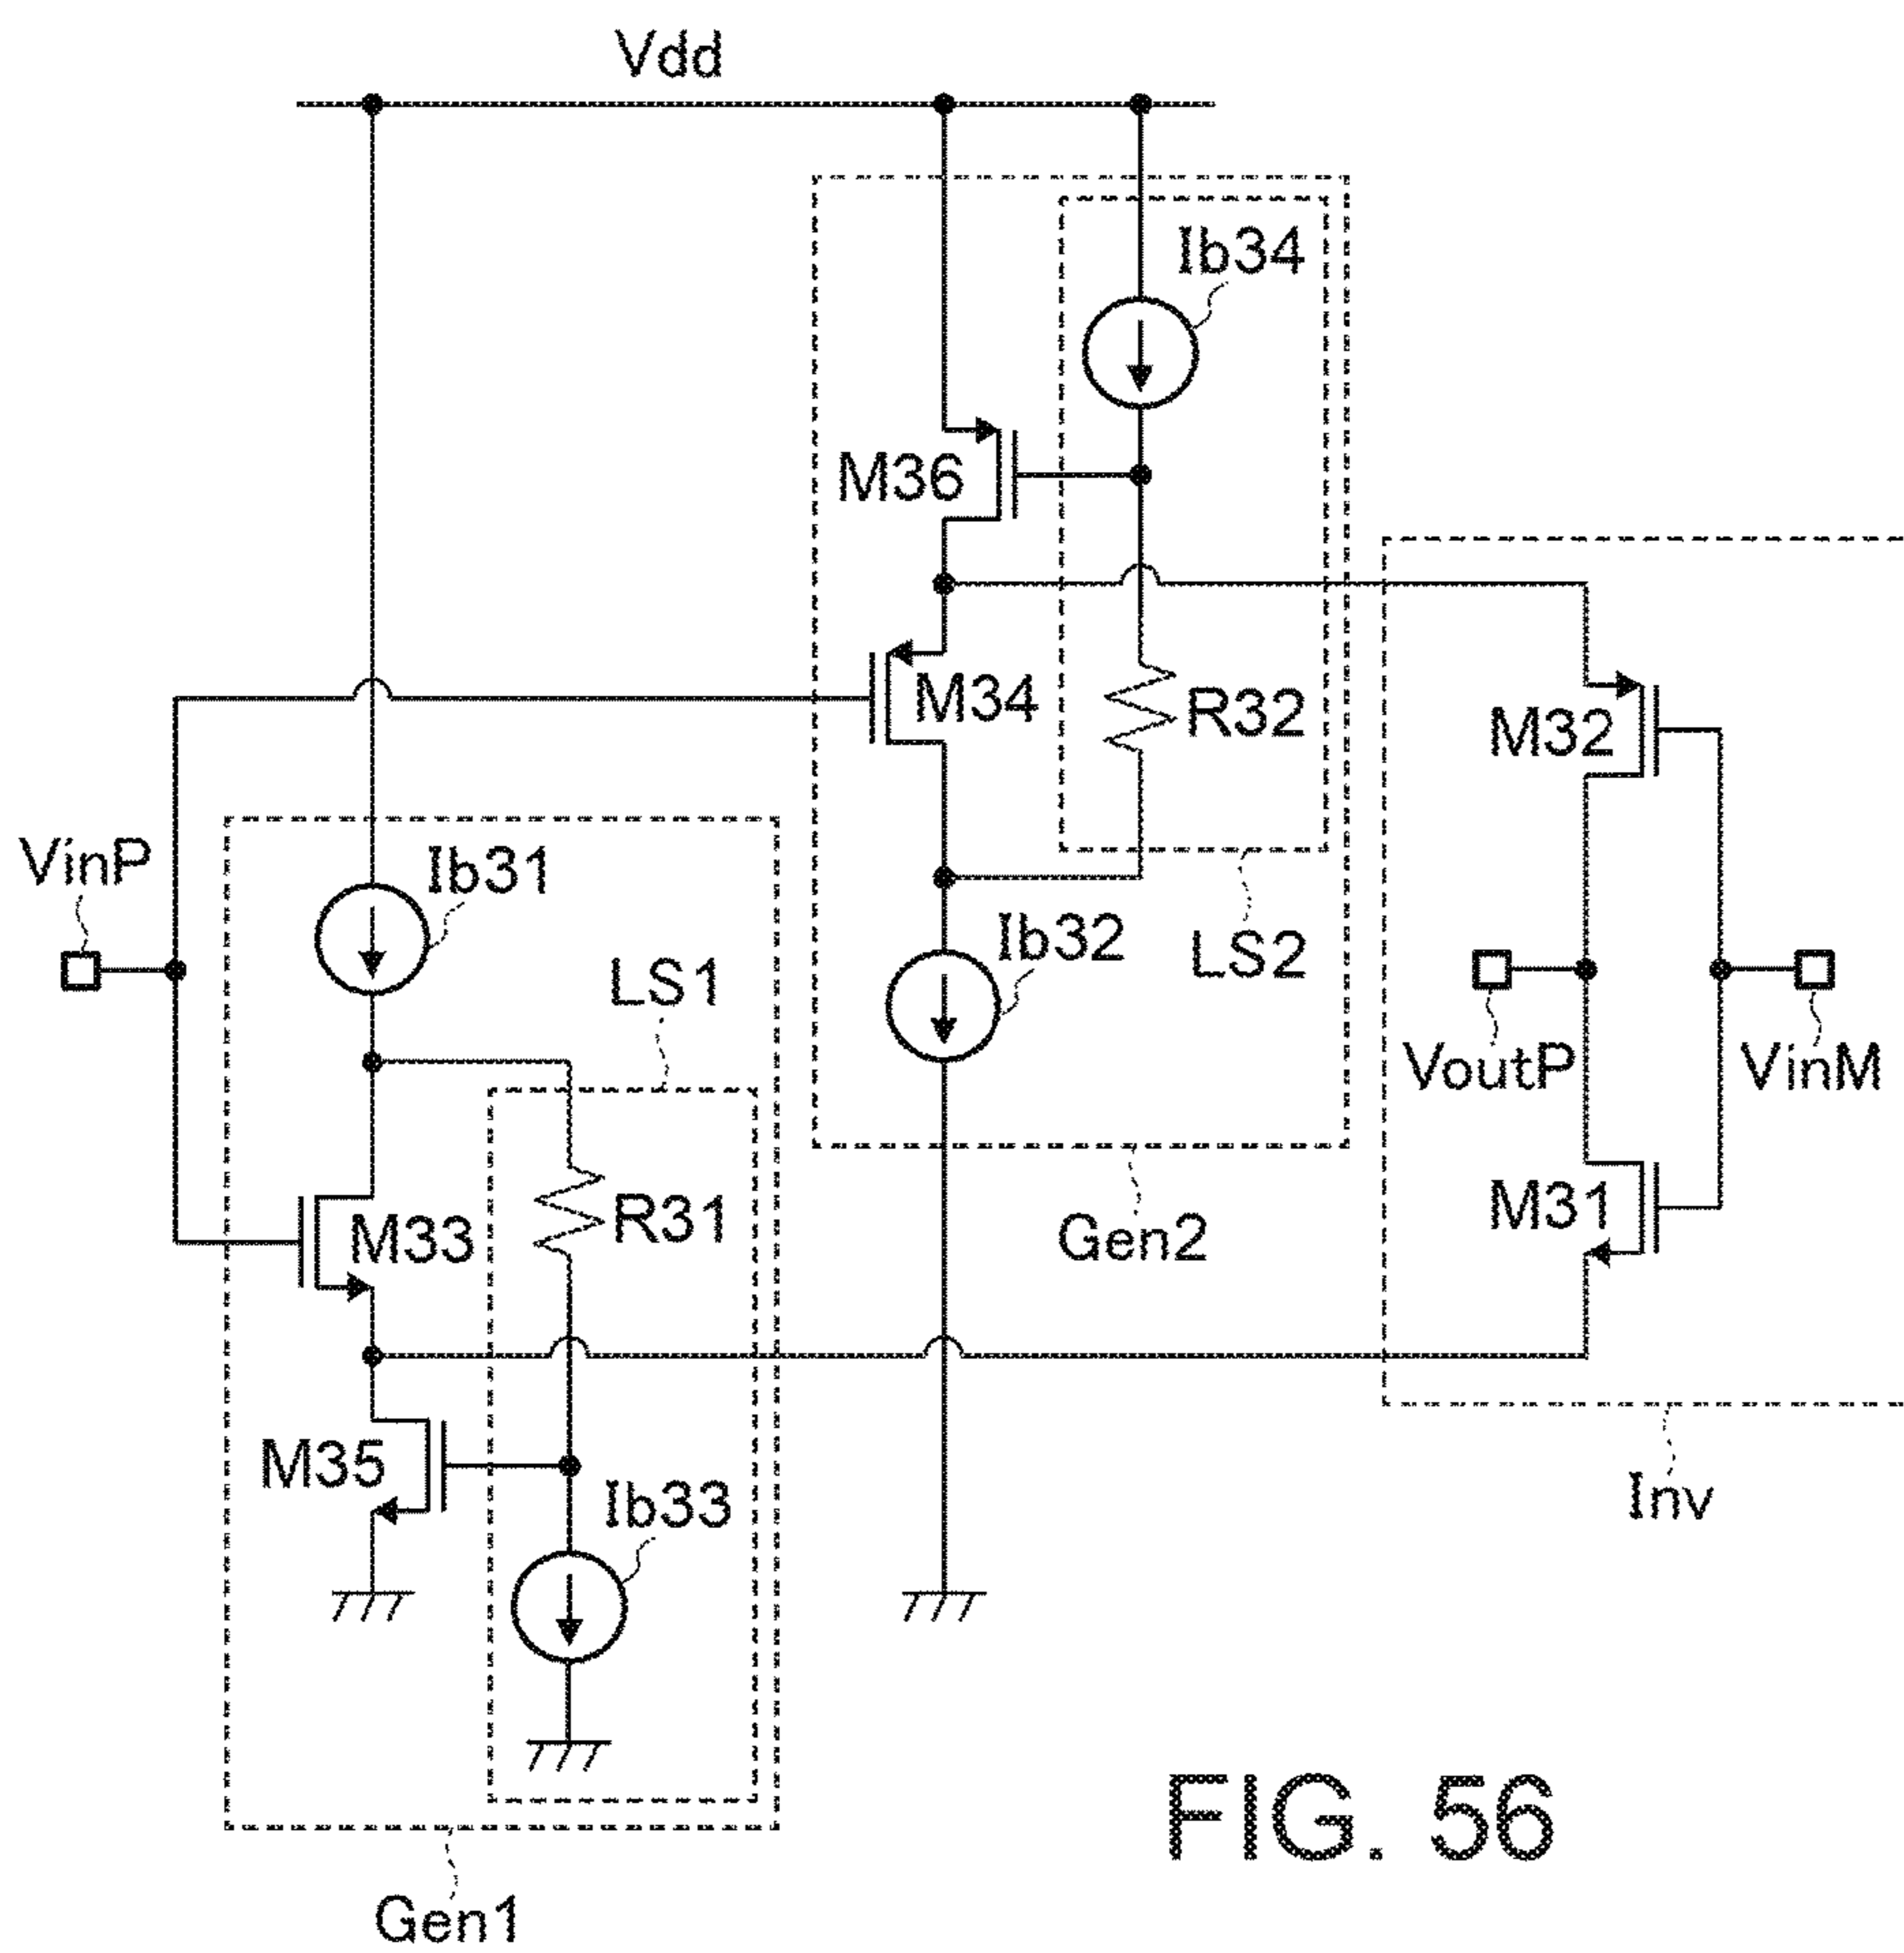 Vdd
Ib34
M36
M34
R32
M32
VinP
Ib31
LS1
Ib32
LS2
VoutP
VinM
M33
R31
Gen2
M31
M35
Ib33
Inv
FIG. 56
Gen1